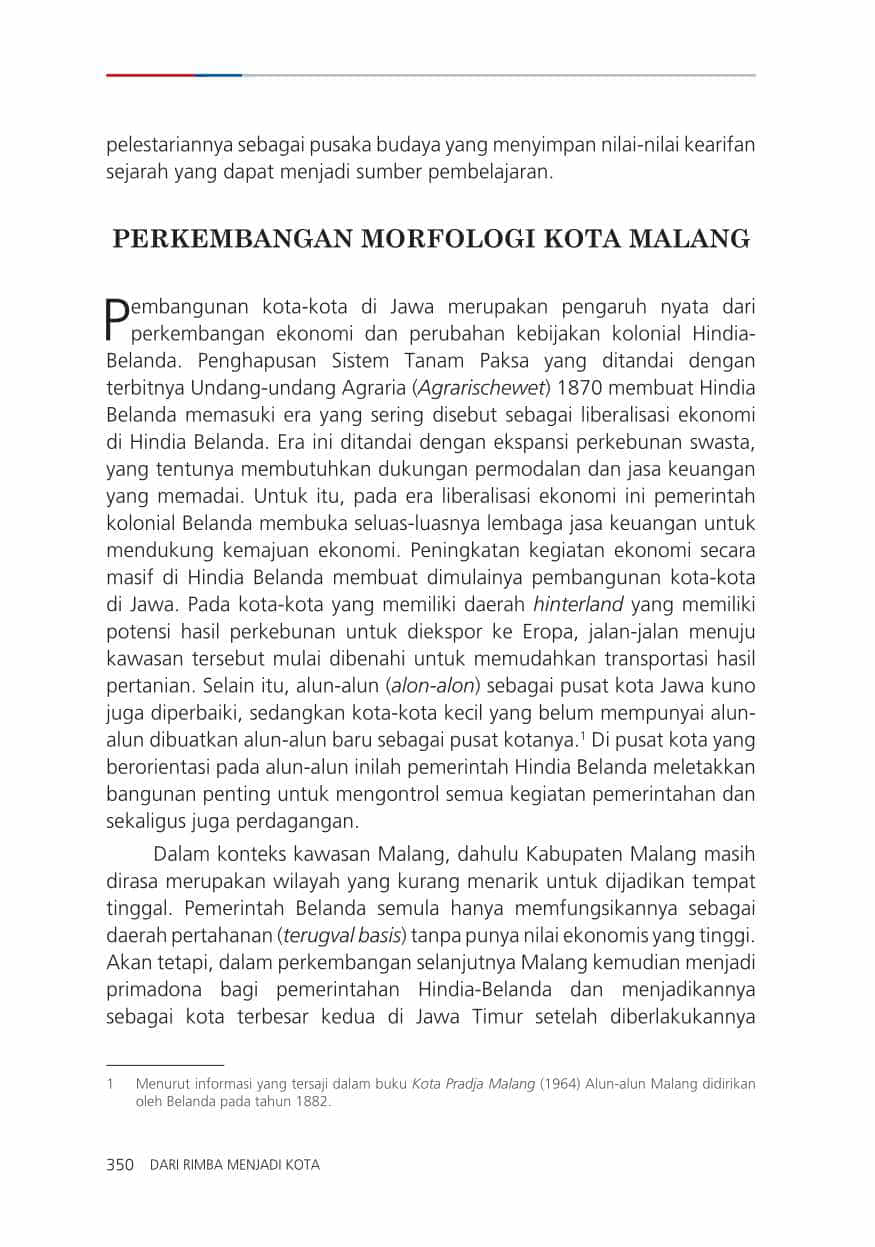 pelestariannya sebagai pusaka budaya yang menyimpan nilai-nilai kearifan
sejarah yang dapat menjadi sumber pembelajaran.
PERKEMBANGAN MORFOLOGI KOTA MALANG
Pembangunan kota-kota di Jawa merupakan pengaruh nyata dari
perkembangan ekonomi dan perubahan kebijakan kolonial Hindia-
Belanda. Penghapusan Sistem Tanam Paksa yang ditandai dengan
terbitnya Undang-undang Agraria (Agrarischewet) 1870 membuat Hindia
Belanda memasuki era yang sering disebut sebagai liberalisasi ekonomi
di Hindia Belanda. Era ini ditandai dengan ekspansi perkebunan swasta,
yang tentunya membutuhkan dukungan permodalan dan jasa keuangan
yang memadai. Untuk itu, pada era liberalisasi ekonomi ini pemerintah
kolonial Belanda membuka seluas-luasnya lembaga jasa keuangan untuk
mendukung kemajuan ekonomi. Peningkatan kegiatan ekonomi secara
masif di Hindia Belanda membuat dimulainya pembangunan kota-kota
di Jawa. Pada kota-kota yang memiliki daerah hinterland yang memiliki
potensi hasil perkebunan untuk diekspor ke Eropa, jalan-jalan menuju
kawasan tersebut mulai dibenahi untuk memudahkan transportasi hasil
pertanian. Selain itu, alun-alun (alon-alon) sebagai pusat kota Jawa kuno
juga diperbaiki, sedangkan kota-kota kecil yang belum mempunyai alun-
alun dibuatkan alun-alun baru sebagai pusat kotanya.1 Di pusat kota yang
berorientasi pada alun-alun inilah pemerintah Hindia Belanda meletakkan
bangunan penting untuk mengontrol semua kegiatan pemerintahan dan
sekaligus juga perdagangan.
Dalam konteks kawasan Malang, dahulu Kabupaten Malang masih
dirasa merupakan wilayah yang kurang menarik untuk dijadikan tempat
tinggal. Pemerintah Belanda semula hanya memfungsikannya sebagai
daerah pertahanan (terugval basis) tanpa punya nilai ekonomis yang tinggi.
Akan tetapi, dalam perkembangan selanjutnya Malang kemudian menjadi
primadona bagi pemerintahan Hindia-Belanda dan menjadikannya
sebagai kota terbesar kedua di Jawa Timur setelah diberlakukannya
1 Menurut informasi yang tersaji dalam buku Kota Pradja Malang (1964) Alun-alun Malang didirikan
oleh Belanda pada tahun 1882.
350 DARI RIMBA MENJADI KOTA